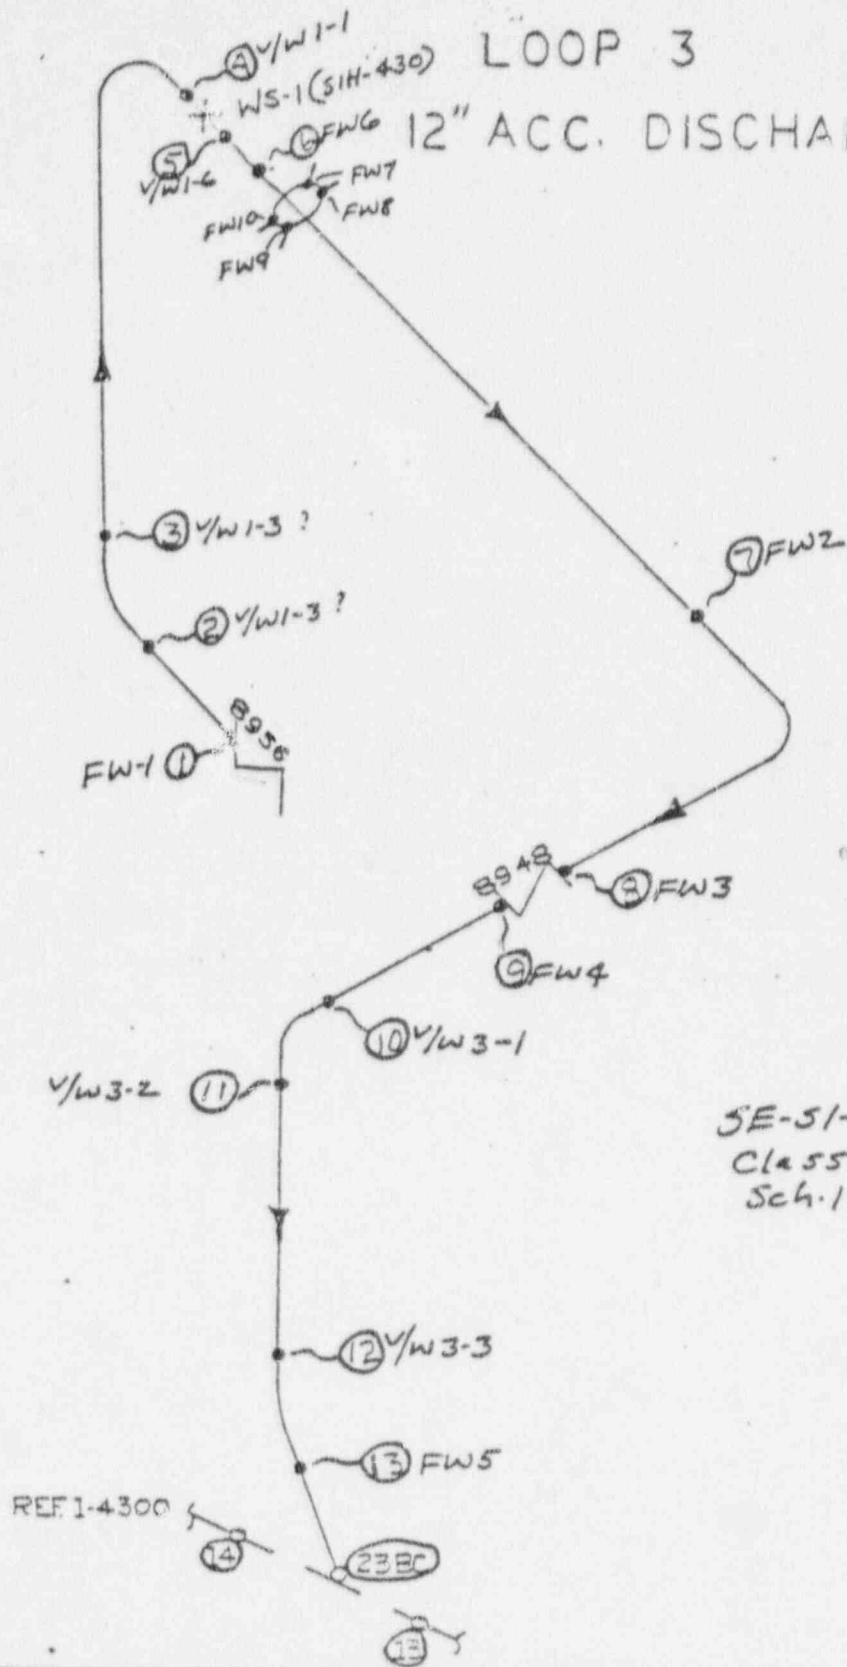 LOOP 3
12" ACC. DISCHA
4 V/W1-1
WS-1 (SIH-430)
5
V/W1-6
6 FW6
FW7
FW8
FW10
FW9
3 V/W1-3 ?
2 V/W1-3 ?
8956
FW-1 1
7 FW2
8948
8 FW3
9 FW4
10 V/W3-1
V/W3-2 11
SE-51-
Class
Sch.1
12 V/W3-3
13 FW5
REF. 1-4300
14
23BC
13